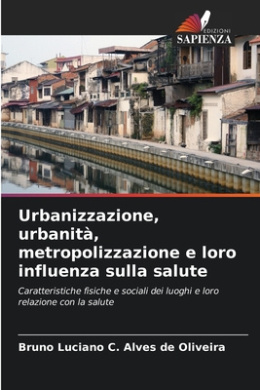 EDIZIONI
SAPIENZA
Urbanizzazione,
urbanità,
metropolizzazione e loro
influenza sulla salute
Caratteristiche fisiche e sociali dei luoghi e loro
relazione con la salute
Bruno Luciano C. Alves de Oliveira